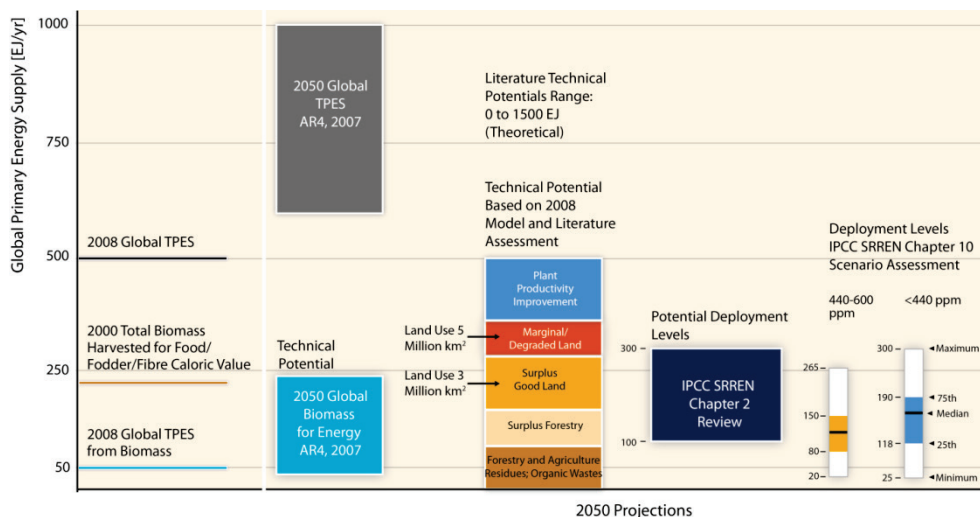 Global Primary Energy Supply [EJ/yr]
1000
750
500
250
50
2008 Global TPES
2000 Total Biomass
Harvested for Food/
Fodder/Fibre Caloric Value
2008 Global TPES
from Biomass
2050 Global
TPES
AR4, 2007
Technical
Potential
2050 Global
Biomass
for Energy
AR4, 2007
Literature Technical
Potentials Range:
0 to 1500 EJ
(Theoretical)
Technical Potential
Based on 2008
Model and Literature
Assessment
Plant
Productivity
Improvement
Land Use 5
Million km²
Marginal/
Degraded Land
Land Use 3
Million km²
Surplus
Good Land
Surplus Forestry
Forestry and Agriculture
Residues; Organic Wastes
Potential Deployment
Levels
300
100
IPCC SRREN
Chapter 2
Review
Deployment Levels
IPCC SRREN Chapter 10
Scenario Assessment
440-600
ppm
265
150
80
20
<440 ppm
300
190
118
25
Maximum
75th
Median
25th
Minimum
2050 Projections